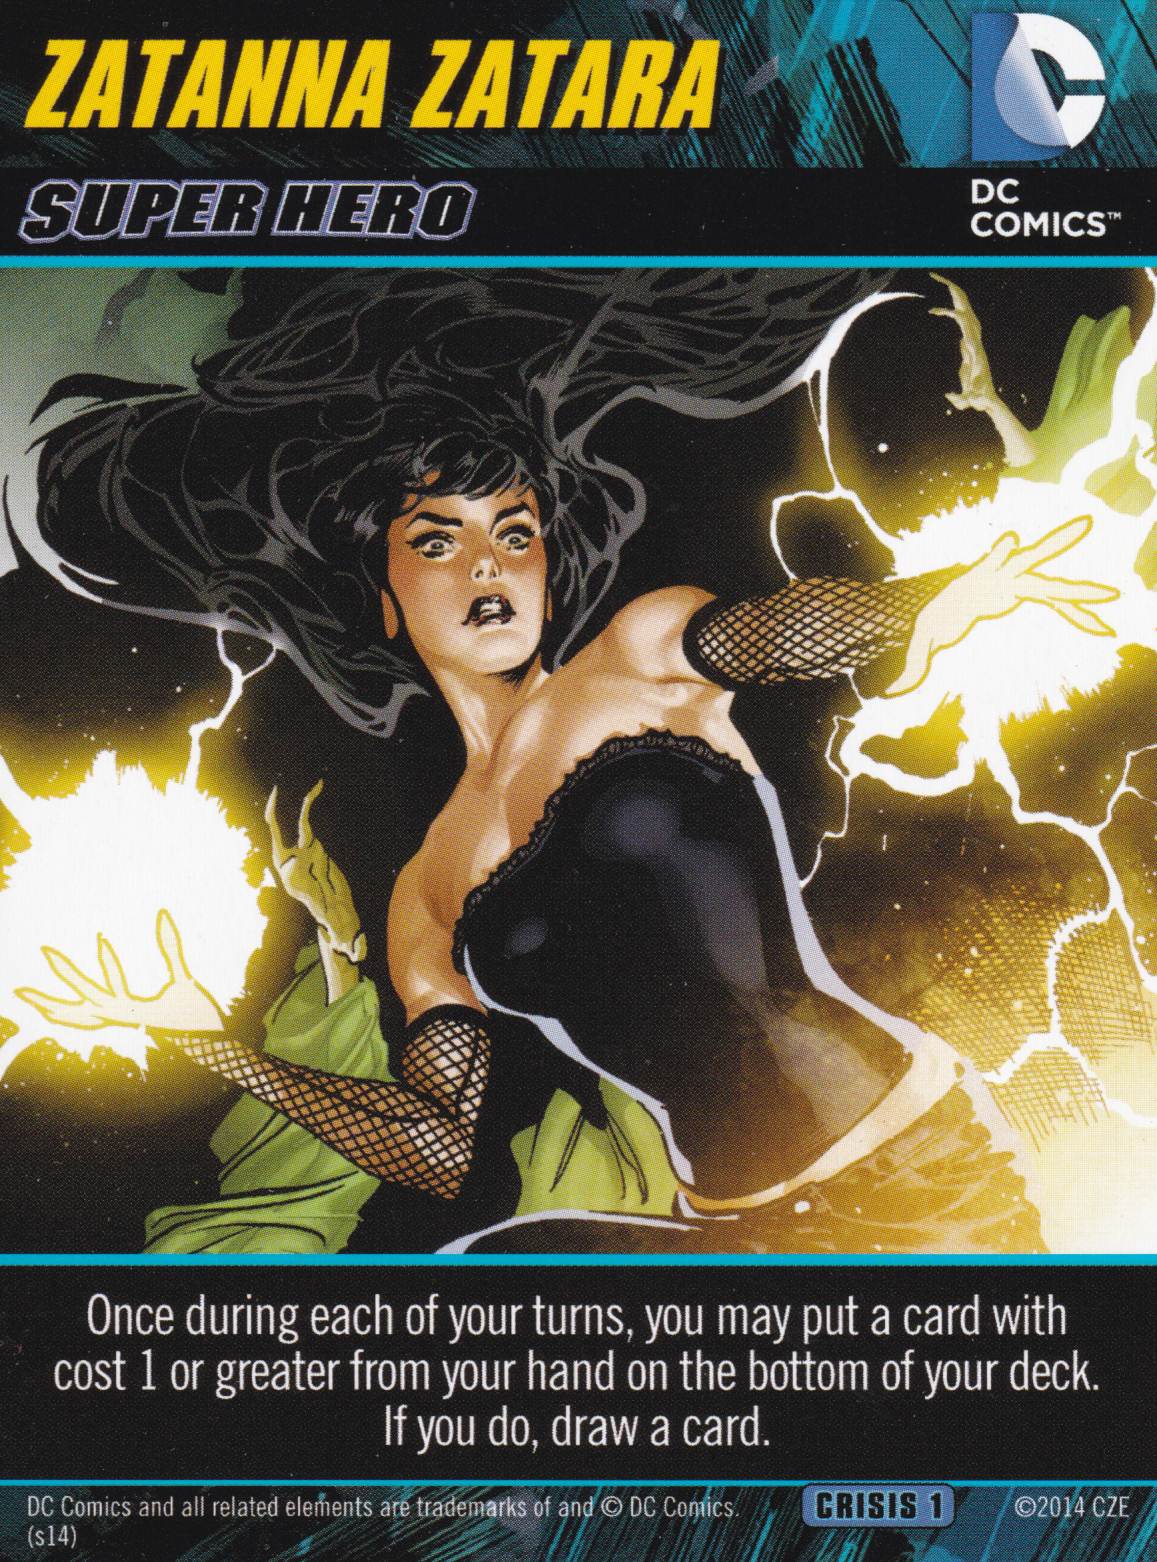 ZATANNA ZATARA
SUPER HERO
DC
COMICS™
Once during each of your turns, you may put a card with
cost 1 or greater from your hand on the bottom of your deck.
If you do, draw a card.
DC Comics and all related elements are trademarks of and © DC Comics.
(s14)
CRISIS 1
©2014 CZE